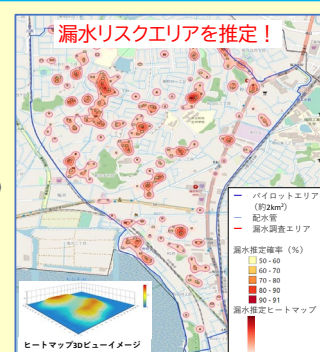 漏水リスクエリアを推定！
パイロットエリア
（約2km²）
配水管
漏水調査エリア
漏水推定確率（%）
50 - 60
60 - 70
70 - 80
80 - 90
90 - 91
漏水推定ヒートマップ
ヒートマップ3Dビューイメージ